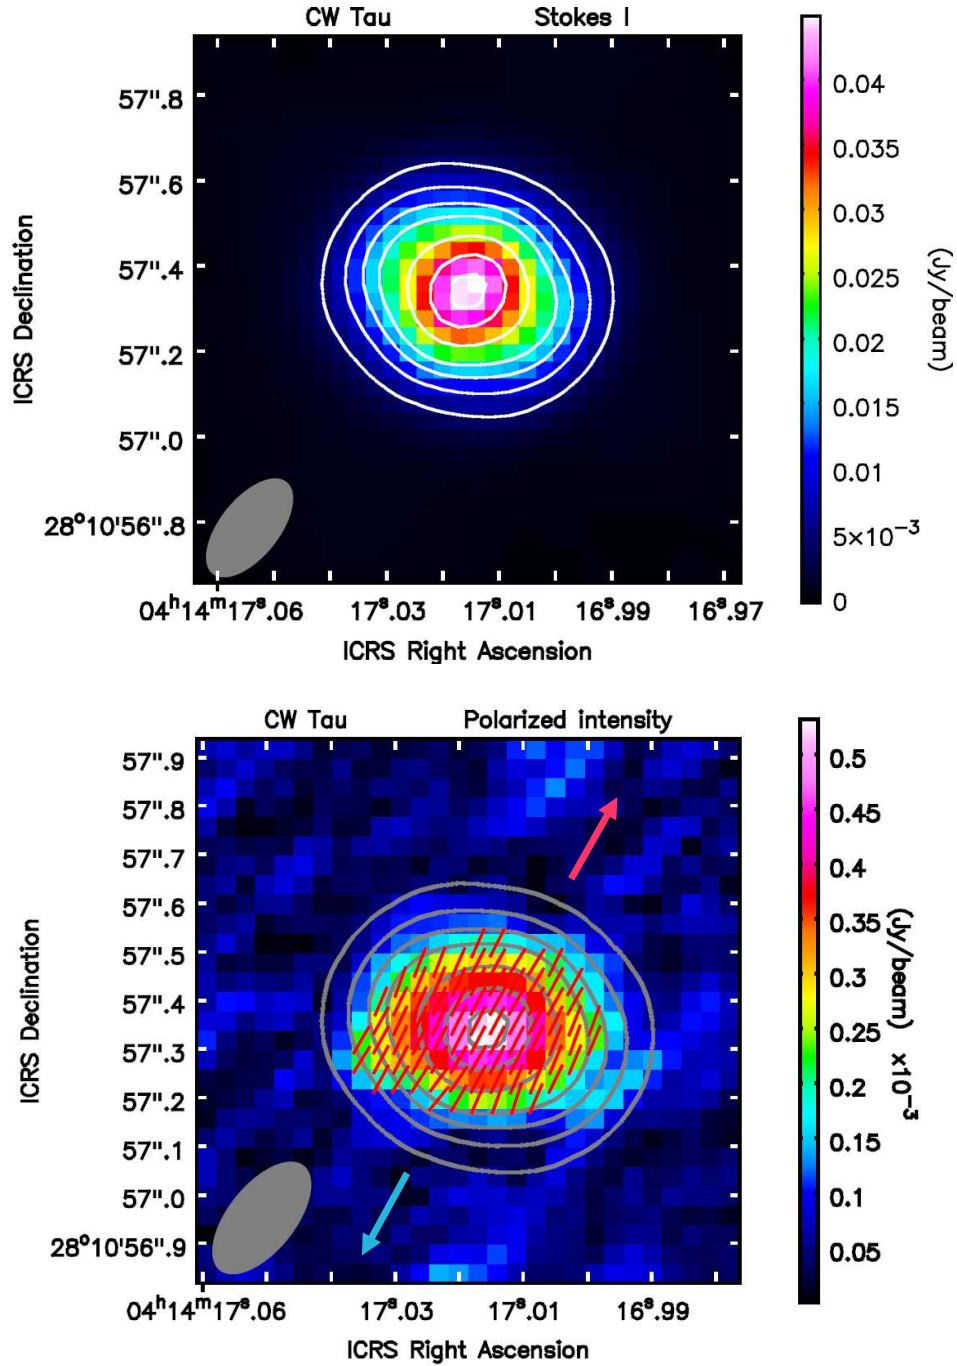 CW Tau Stokes I
57".8
57".6
57".4
57".2
57".0
28º10'56".8
ICRS Declination
04ʰ14ᵐ17ˢ.06 17ˢ.03 17ˢ.01 16ˢ.99 16ˢ.97
ICRS Right Ascension
0.04
0.035
0.03
0.025
0.02
0.015
0.01
5×10⁻³
0
(Jy/beam)
CW Tau Polarized intensity
57".9
57".8
57".7
57".6
57".5
57".4
57".3
57".2
57".1
57".0
28º10'56".9
ICRS Declination
04ʰ14ᵐ17ˢ.06 17ˢ.03 17ˢ.01 16ˢ.99
ICRS Right Ascension
0.5
0.45
0.4
0.35
0.3
0.25
0.2
0.15
0.1
0.05
(Jy/beam) ×10⁻³